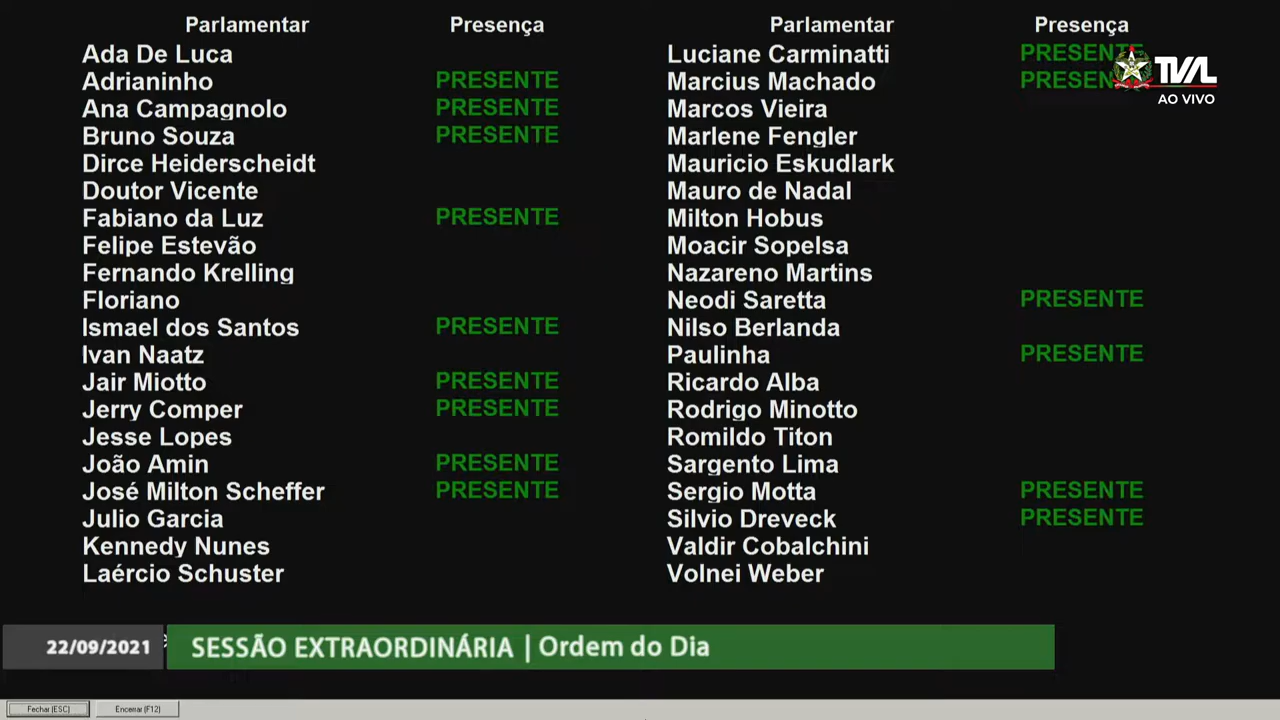 Parlamentar Presença Parlamentar Presença
Ada De Luca Luciane Carminatti PRESENTE
Adrianinho PRESENTE Marcius Machado PRESEN
Ana Campagnolo PRESENTE Marcos Vieira
Bruno Souza PRESENTE Marlene Fengler
Dirce Heiderscheidt Mauricio Eskudlark
Doutor Vicente Mauro de Nadal
Fabiano da Luz PRESENTE Milton Hobus
Felipe Estevão Moacir Sopelsa
Fernando Krelling Nazareno Martins
Floriano Neodi Saretta PRESENTE
Ismael dos Santos PRESENTE Nilso Berlanda
Ivan Naatz Paulinha PRESENTE
Jair Miotto PRESENTE Ricardo Alba
Jerry Comper PRESENTE Rodrigo Minotto
Jesse Lopes Romildo Titon
João Amin PRESENTE Sargento Lima
José Milton Scheffer PRESENTE Sergio Motta PRESENTE
Julio Garcia Silvio Dreveck PRESENTE
Kennedy Nunes Valdir Cobalchini
Laércio Schuster Volnei Weber
TVAL
AO VIVO
22/09/2021 SESSÃO EXTRAORDINÁRIA | Ordem do Dia
Fechar (ESC) Encerrar (F12)